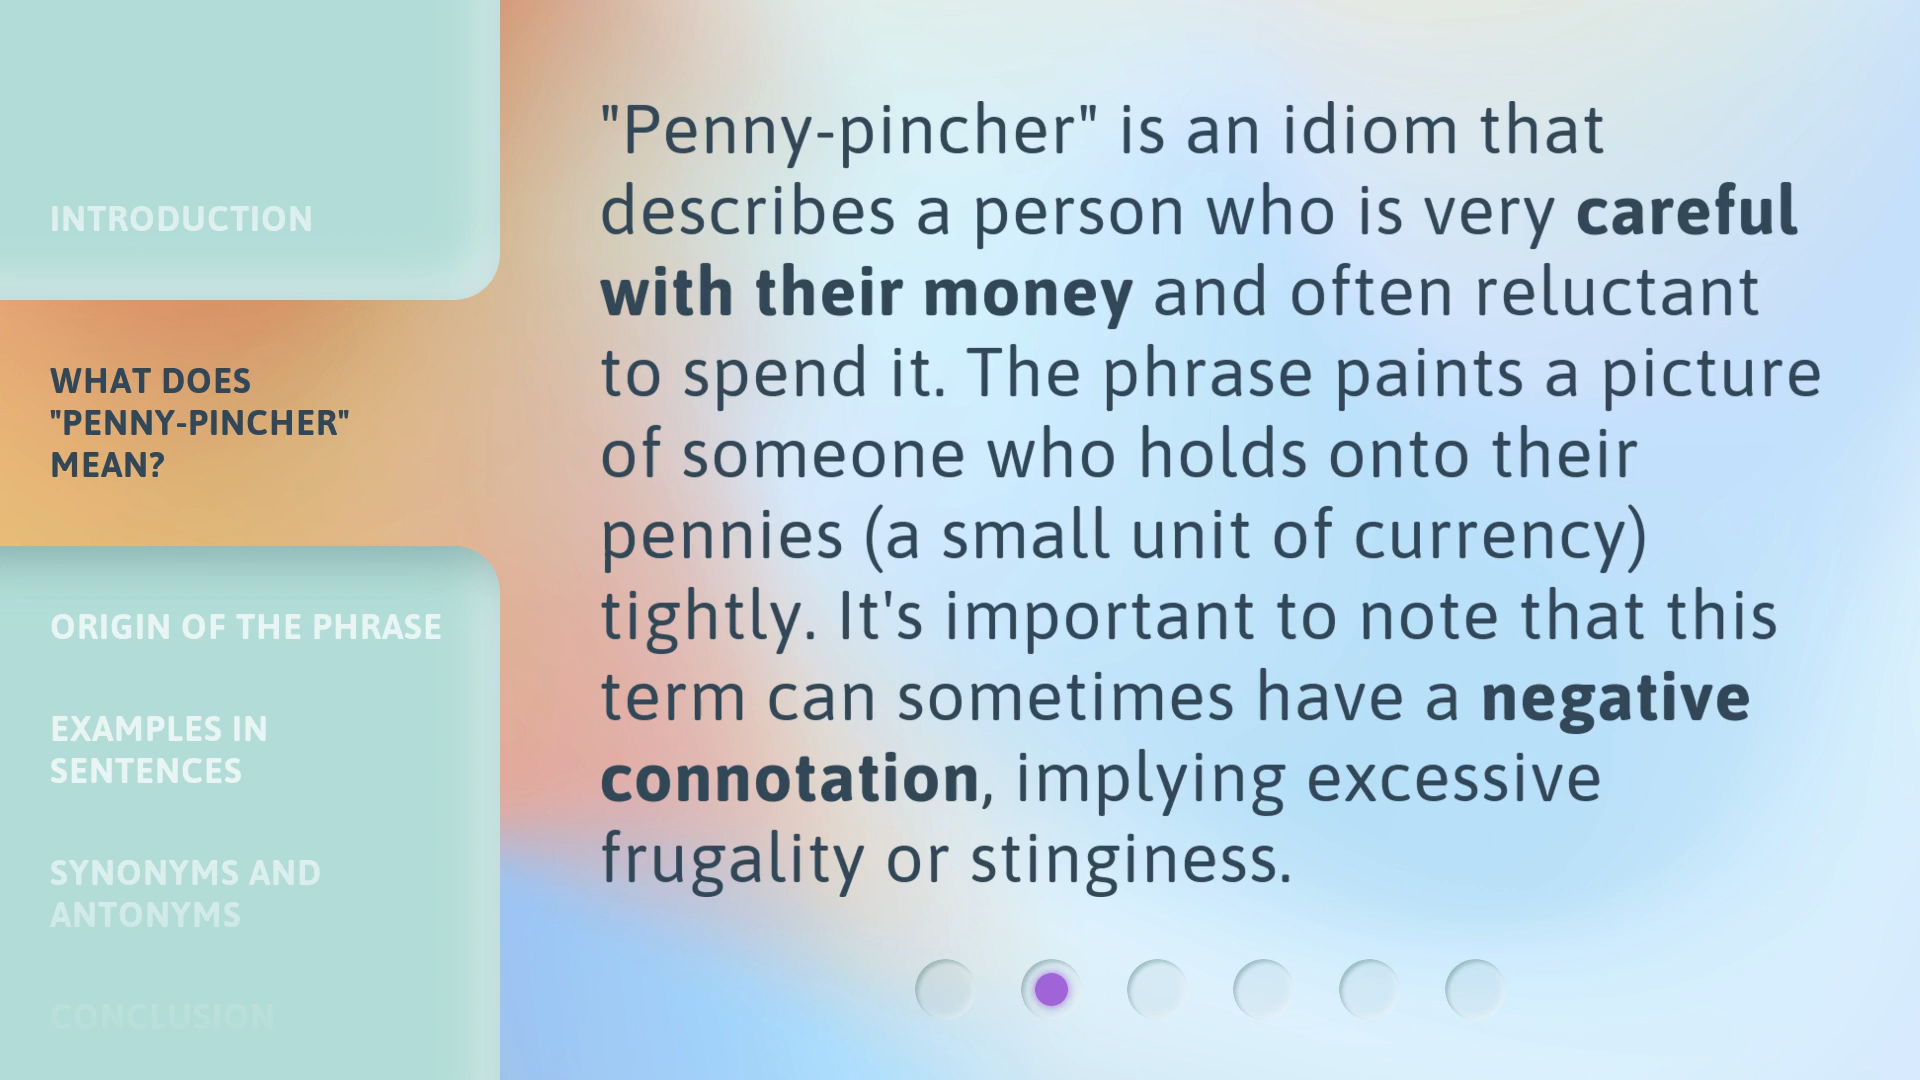 INTRODUCTION
WHAT DOES
"PENNY-PINCHER"
MEAN?
ORIGIN OF THE PHRASE
EXAMPLES IN
SENTENCES
SYNONYMS AND
ANTONYMS
CONCLUSION
"Penny-pincher" is an idiom that
describes a person who is very careful
with their money and often reluctant
to spend it. The phrase paints a picture
of someone who holds onto their
pennies (a small unit of currency)
tightly. It's important to note that this
term can sometimes have a negative
connotation, implying excessive
frugality or stinginess.